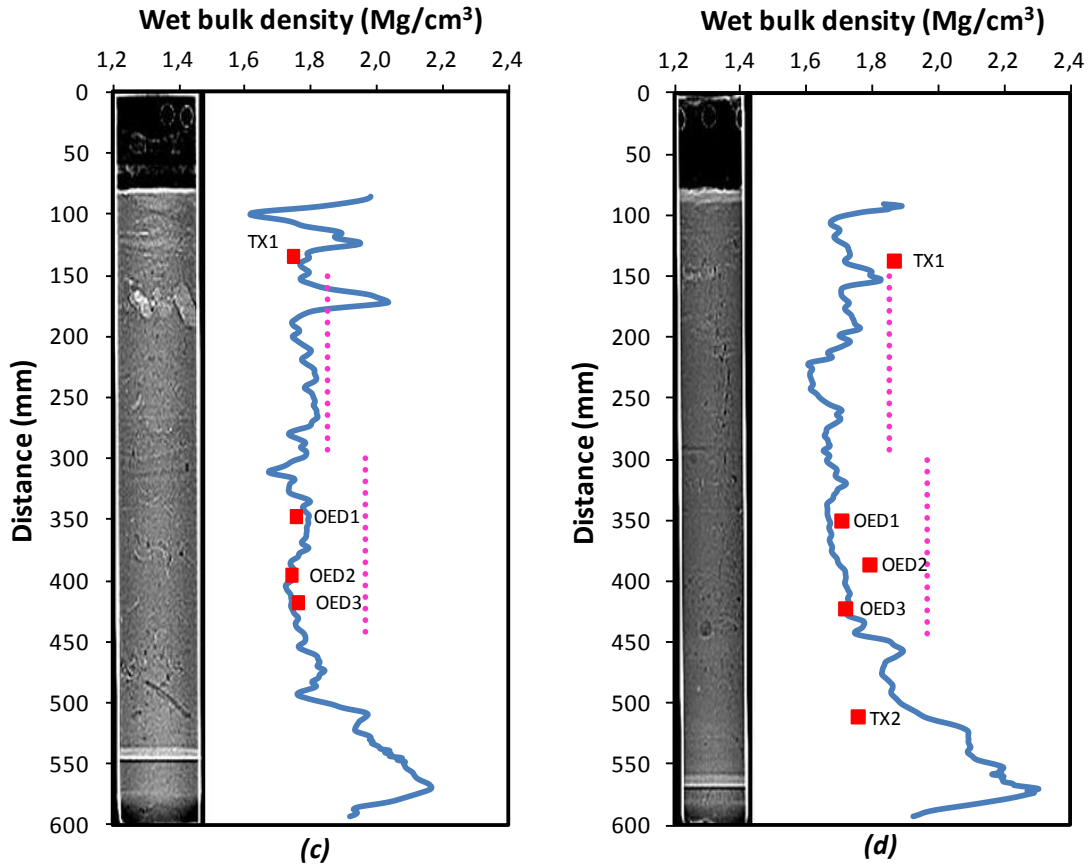 Wet bulk density (Mg/cm³)
1,2 1,4 1,6 1,8 2,0 2,2 2,4
Distance (mm)
0
50
100
150
200
250
300
350
400
450
500
550
600
TX1
OED1
OED2
OED3
(c)
Wet bulk density (Mg/cm³)
1,2 1,4 1,6 1,8 2,0 2,2 2,4
Distance (mm)
0
50
100
150
200
250
300
350
400
450
500
550
600
TX1
OED1
OED2
OED3
TX2
(d)